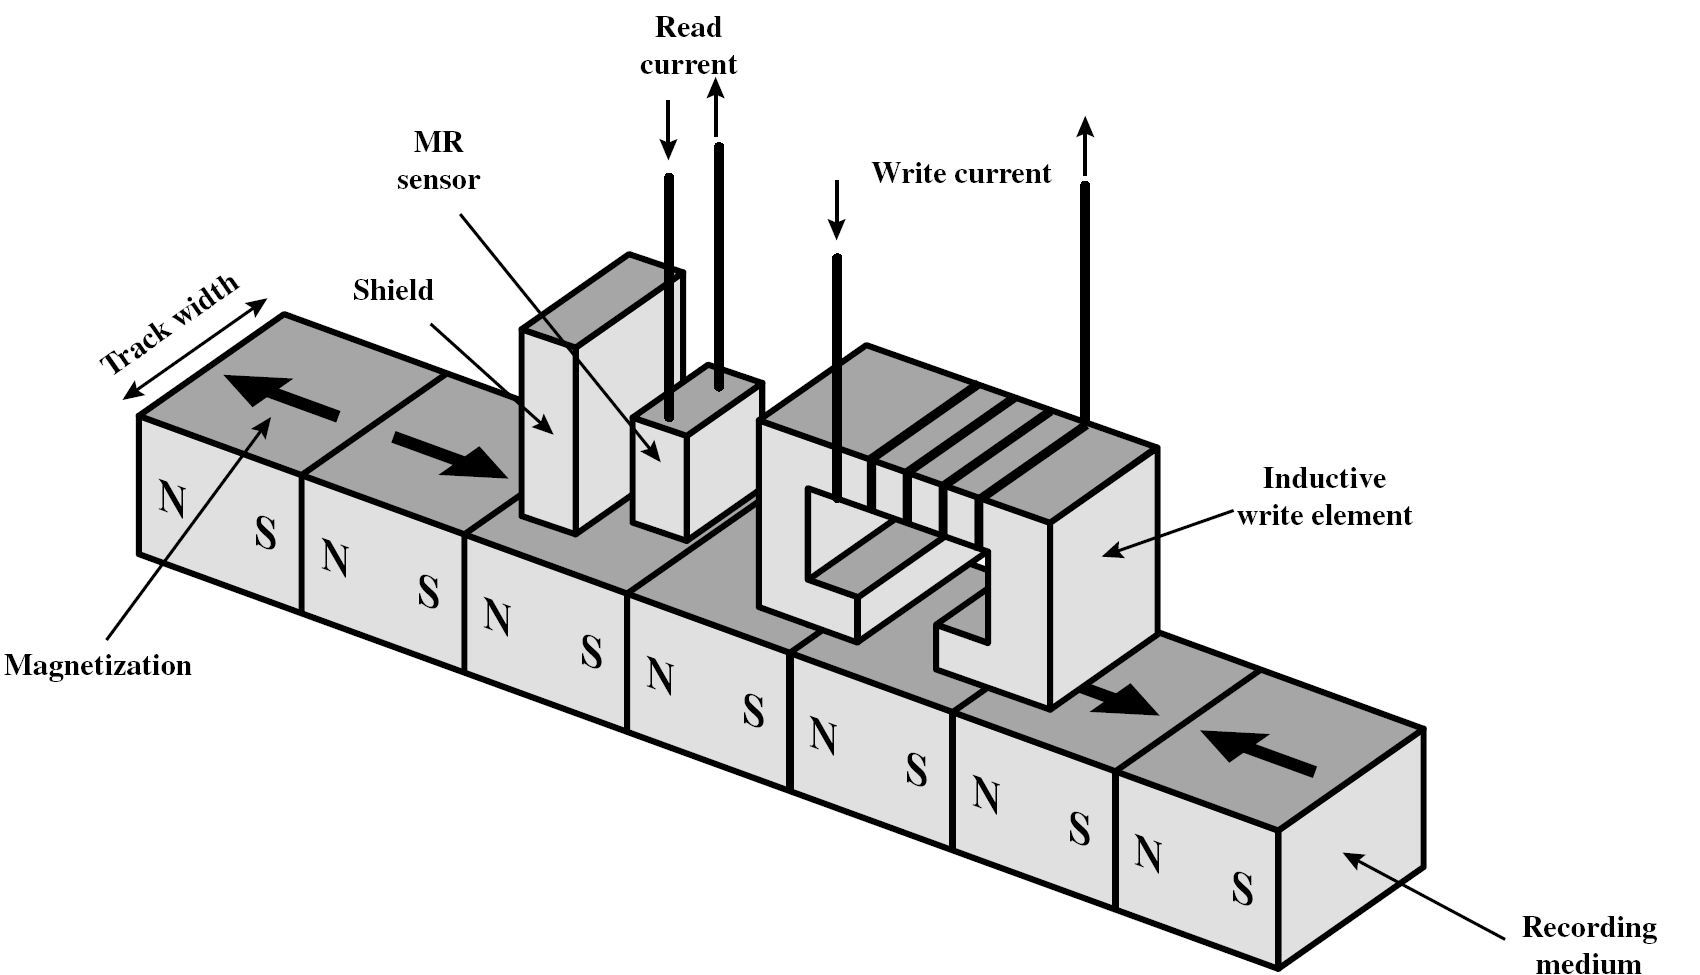 Read
current
MR
sensor
Write current
Shield
Track width
Inductive
write element
N S N S N S N S N S N S N S
Magnetization
Recording
medium